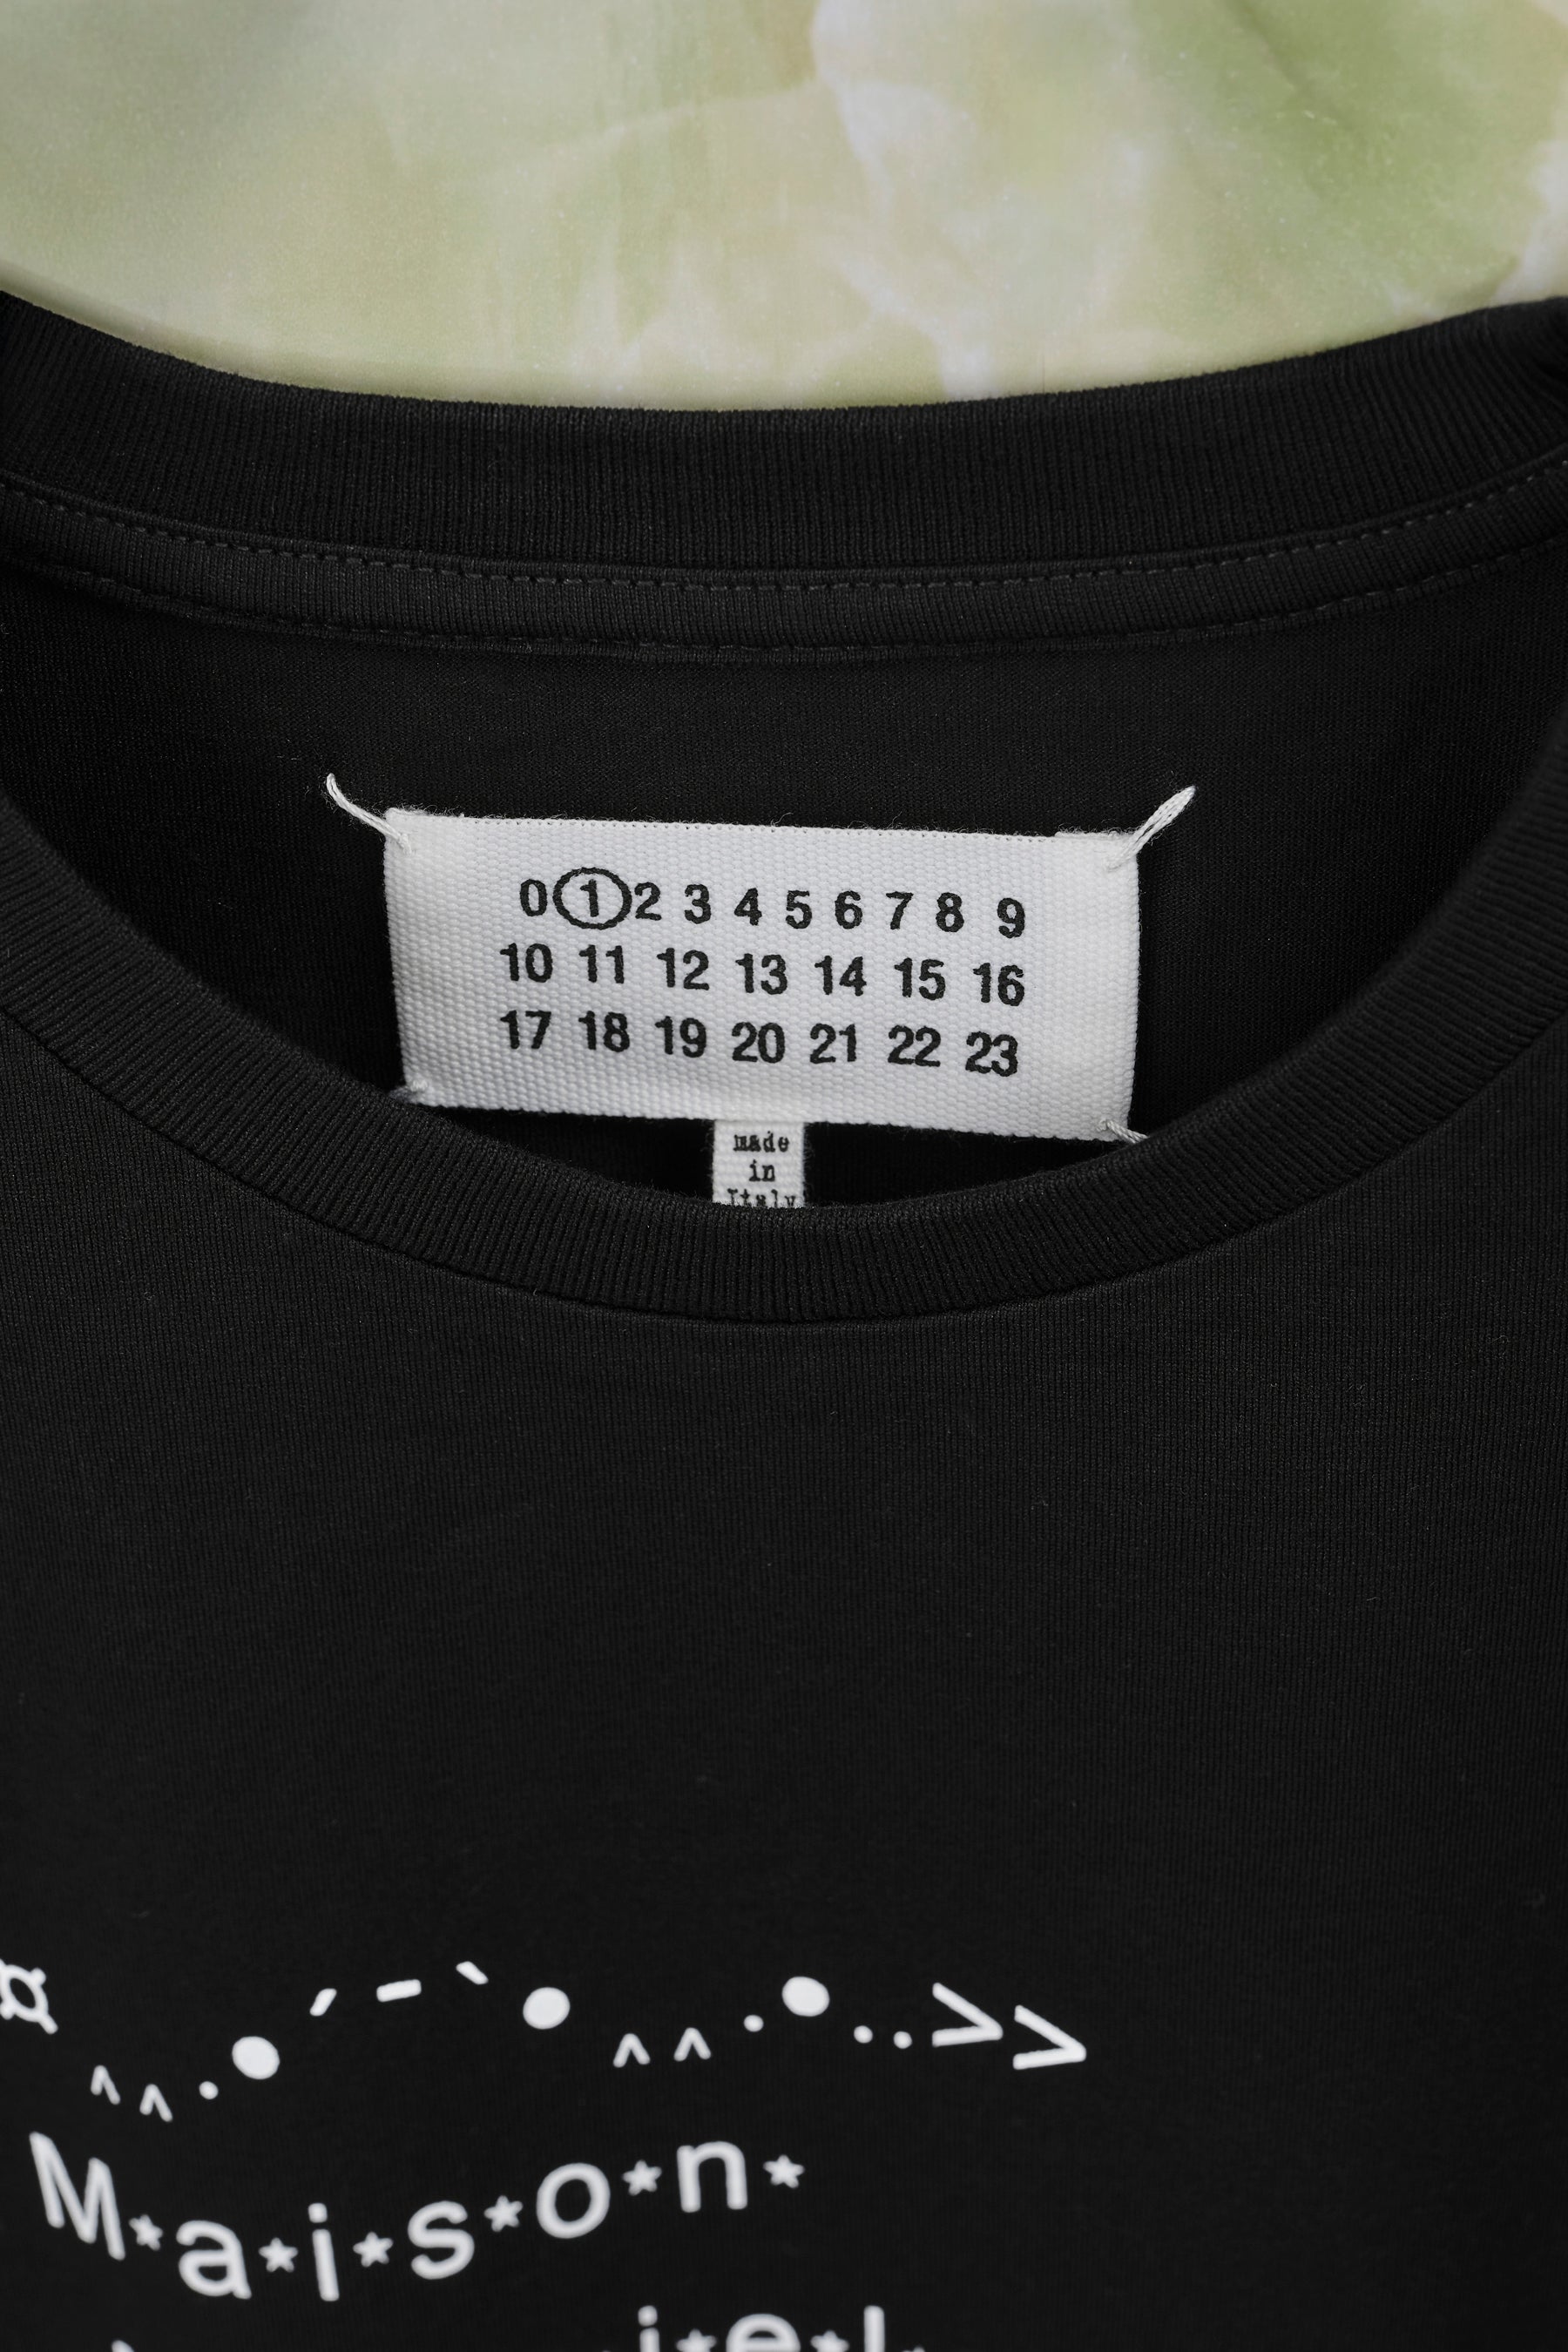 0 1 2 3 4 5 6 7 8 9
10 11 12 13 14 15 16
17 18 19 20 21 22 23
made
in
Italy
¤ ^^.●´-`●^^.●..>>
M*a*i*s*o*n*
i*e*l